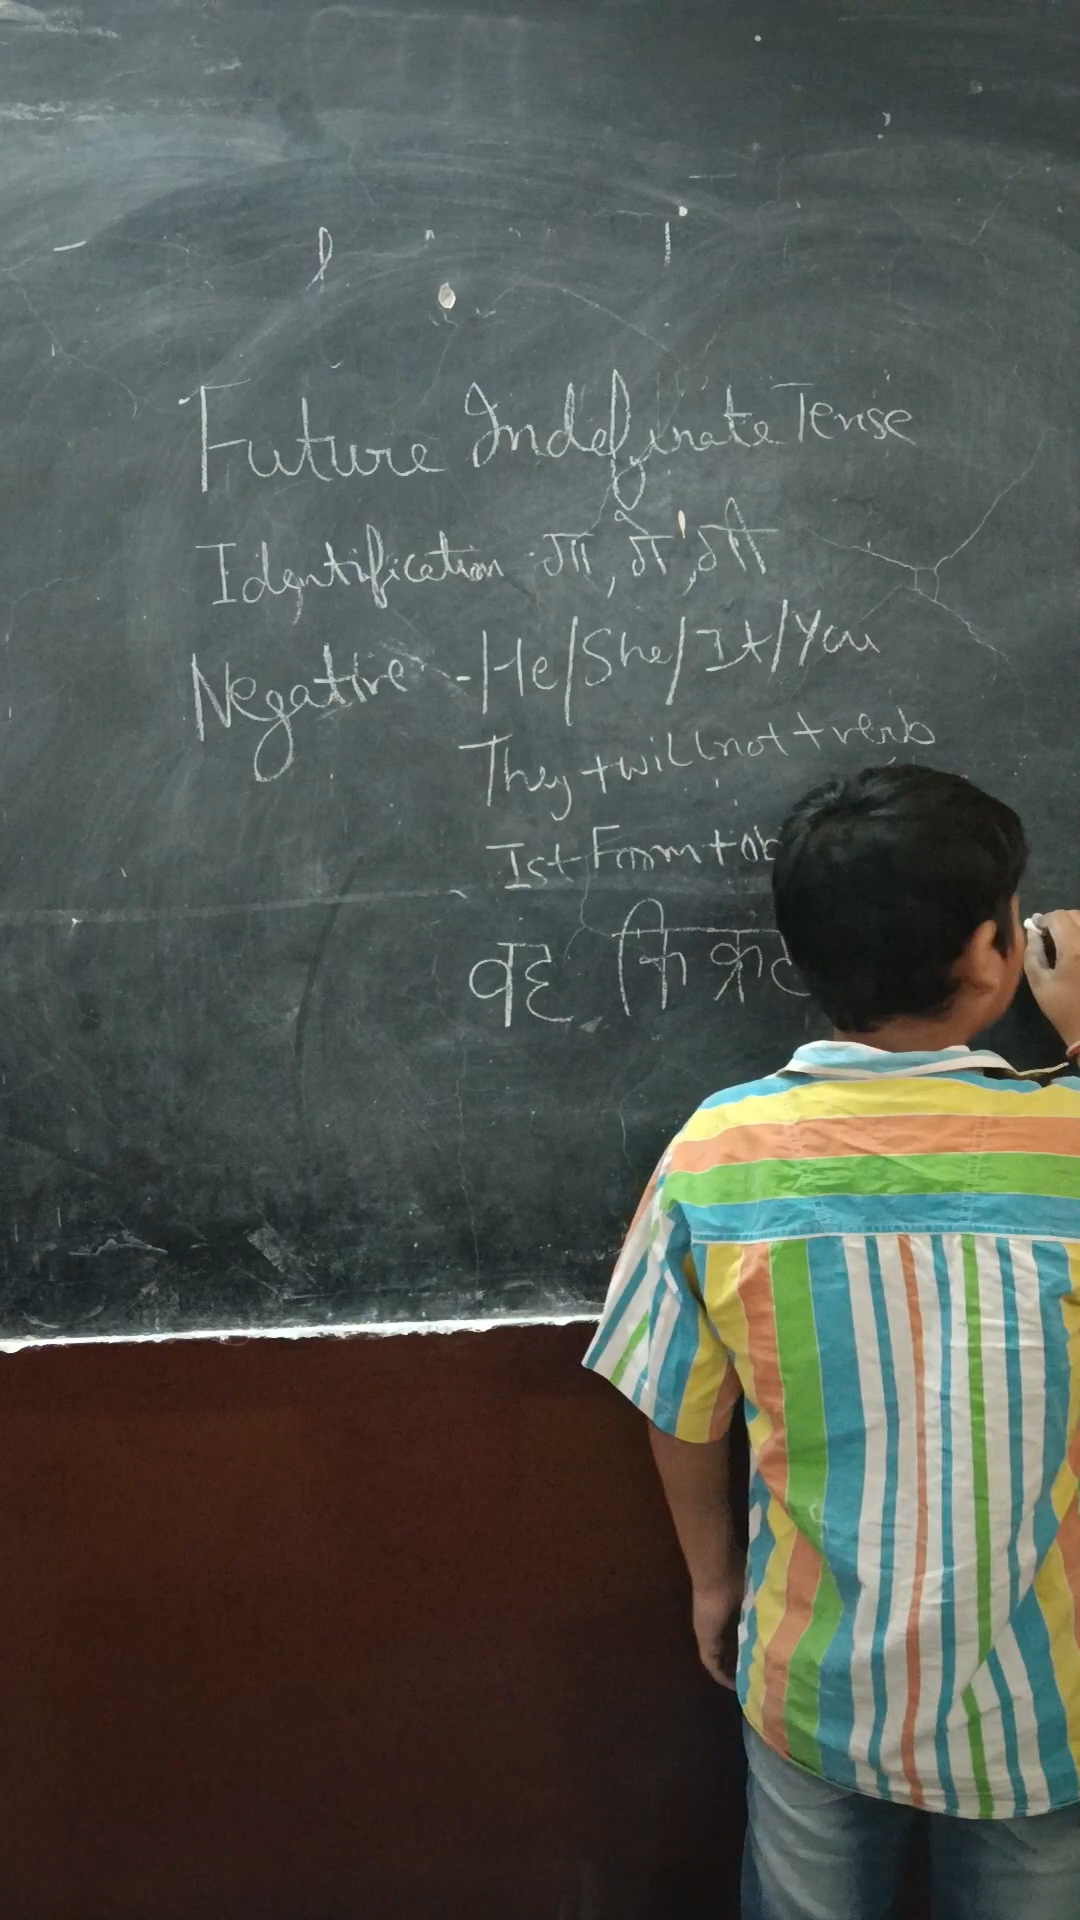 Future Indefinate Tense
Identification - गा, गे, गी
Negative - He/She/It/You
They + will not + verb
Ist Form + ob
वह क्रि